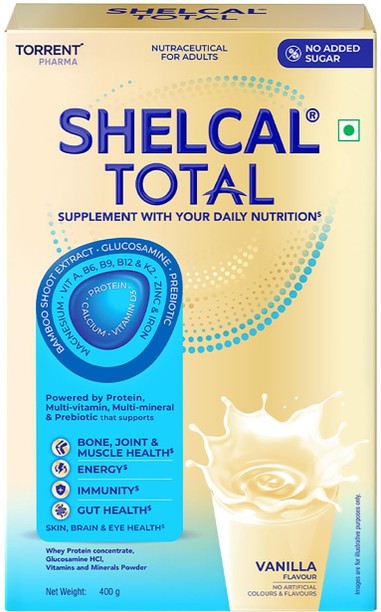 SHELCAL® TOTAL
TORRENT
PHARMA
NUTRACEUTICAL
FOR ADULTS
NO ADDED
SUGAR
SHELCAL®
TOTAL
SUPPLEMENT WITH YOUR DAILY NUTRITION$
BAMBOO SHOOT EXTRACT • GLUCOSAMINE • PREBIOTIC
MAGNESIUM • VIT A, B6, B9, B12 & K2 • ZINC & IRON
PROTEIN • CALCIUM • VITAMIN D3
Powered by Protein,
Multi-vitamin, Multi-mineral
& Prebiotic that supports
BONE, JOINT &
MUSCLE HEALTH$
ENERGY$
IMMUNITY$
GUT HEALTH$
SKIN, BRAIN & EYE HEALTH$
Whey Protein concentrate,
Glucosamine HCl,
Vitamins and Minerals Powder
Net Weight: 400 g
VANILLA
FLAVOUR
NO ARTIFICIAL
COLOURS & FLAVOURS
Images are for illustrative purposes only.